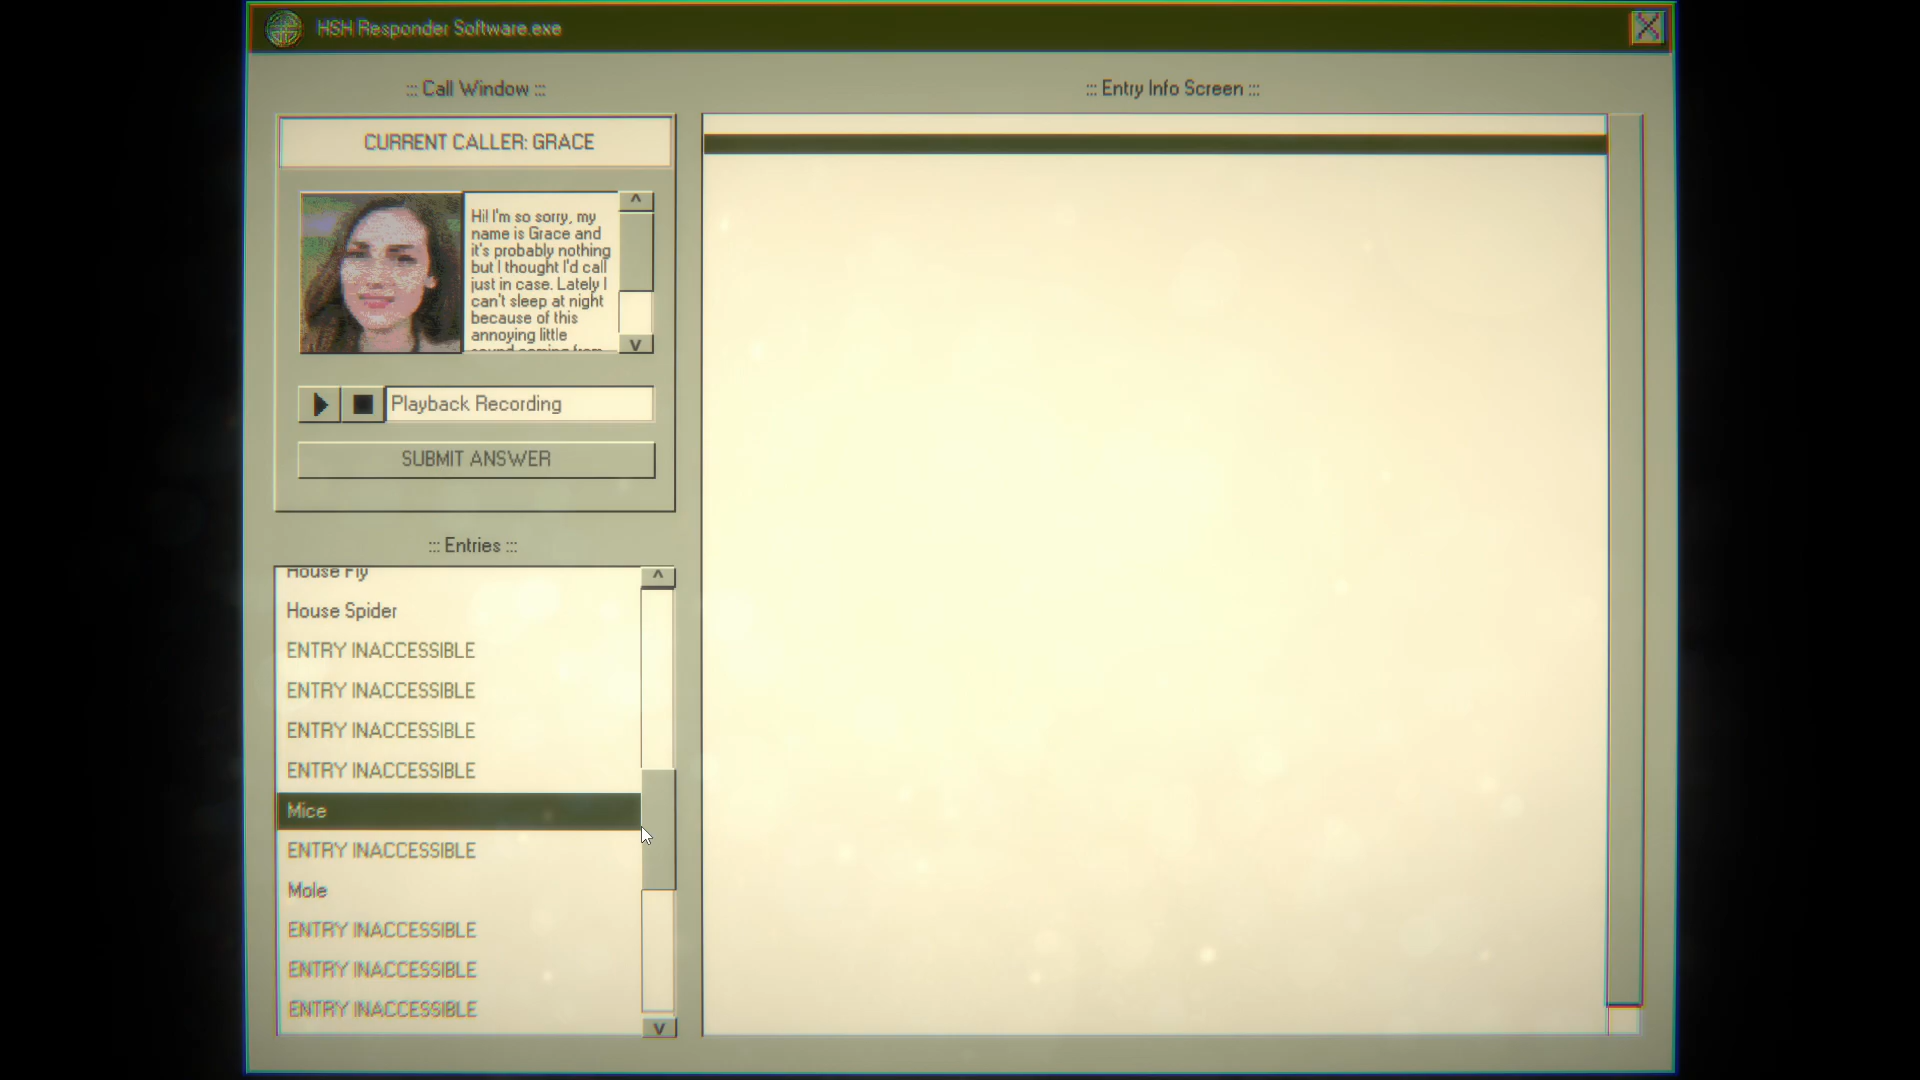 HSH Responder Software.exe
::: Call Window :::
::: Entry Info Screen :::
CURRENT CALLER: GRACE
Hi! I'm so sorry, my
name is Grace and
it's probably nothing
but I thought I'd call
just in case. Lately I
can't sleep at night
because of this
annoying little
sound coming from
Playback Recording
SUBMIT ANSWER
::: Entries :::
House Fly
House Spider
ENTRY INACCESSIBLE
ENTRY INACCESSIBLE
ENTRY INACCESSIBLE
ENTRY INACCESSIBLE
Mice
ENTRY INACCESSIBLE
Mole
ENTRY INACCESSIBLE
ENTRY INACCESSIBLE
ENTRY INACCESSIBLE